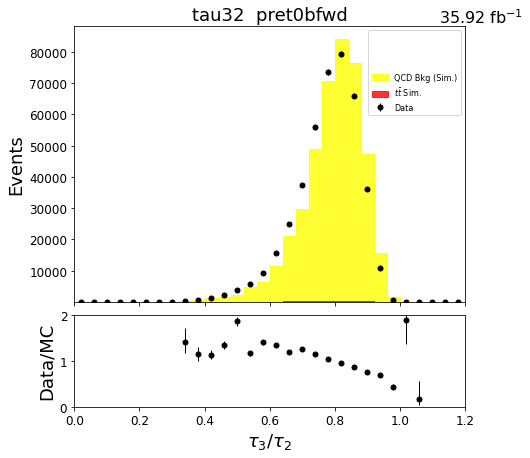 tau32 pret0bfwd
35.92 fb⁻¹
QCD Bkg (Sim.)
tt̄ Sim.
Data
Events
80000
70000
60000
50000
40000
30000
20000
10000
Data/MC
2
1
0
0.0 0.2 0.4 0.6 0.8 1.0 1.2
τ₃/τ₂